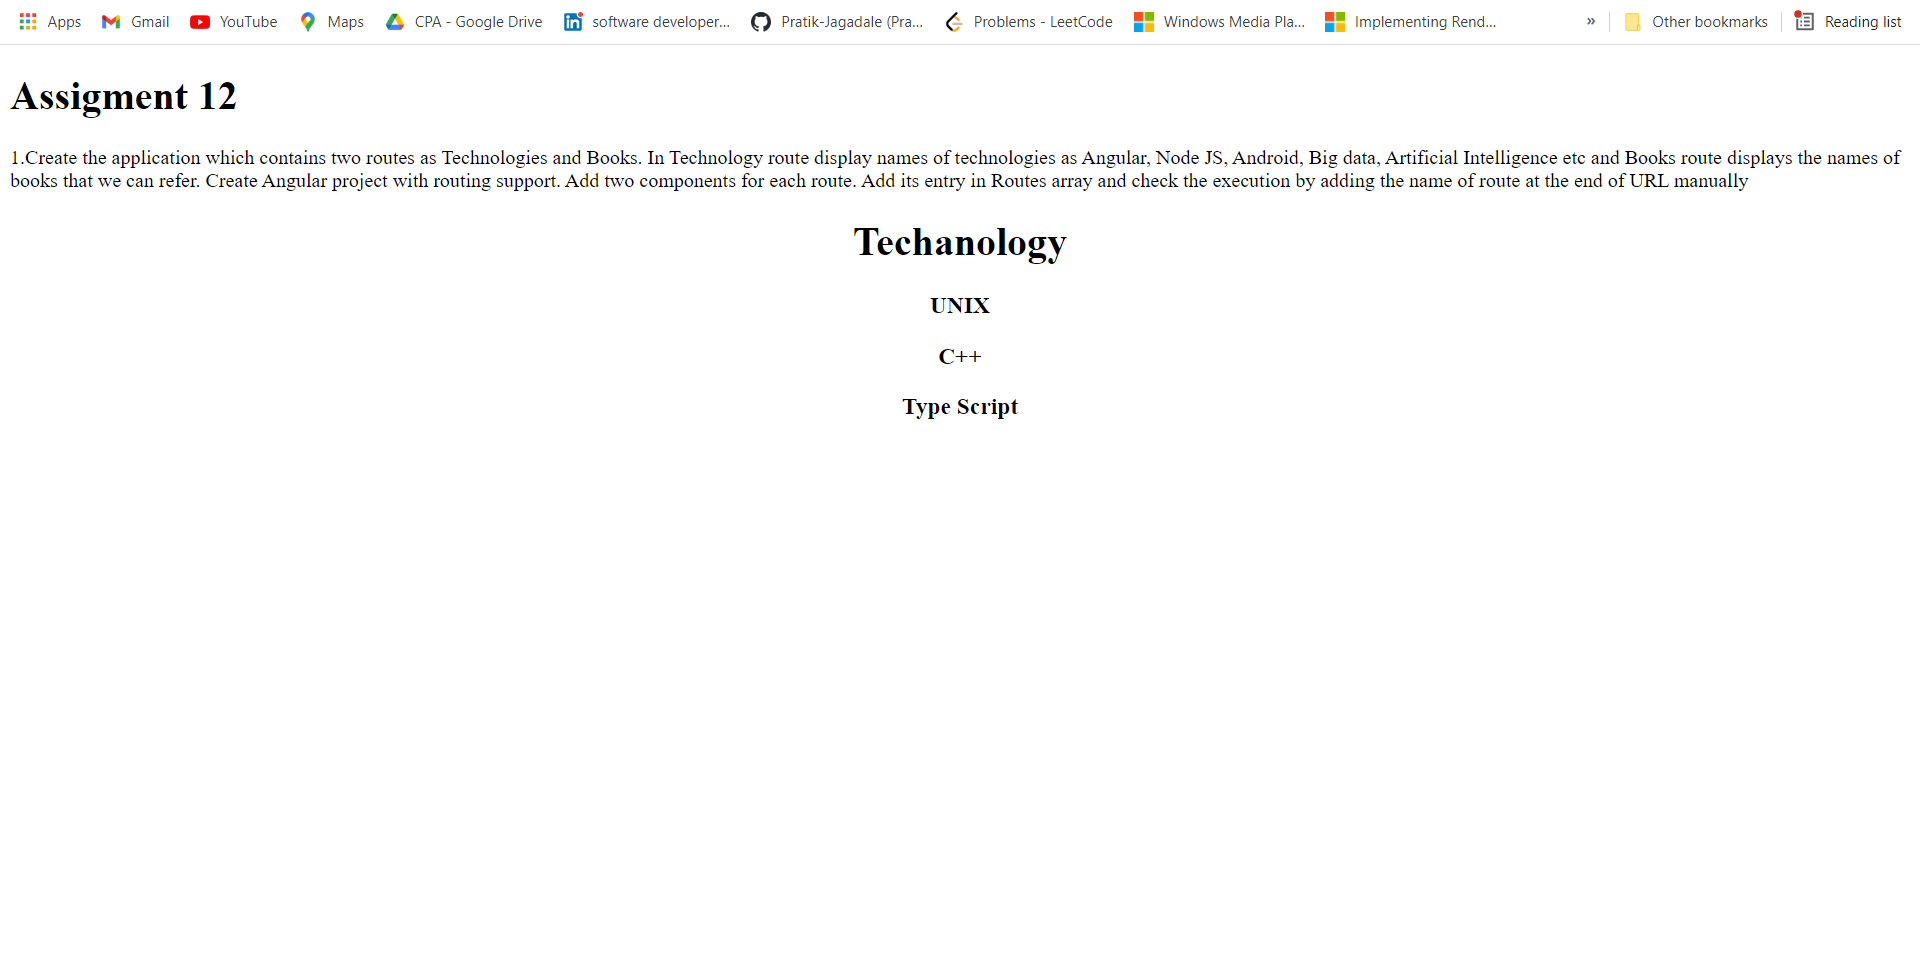 Apps Gmail YouTube Maps CPA - Google Drive software developer... Pratik-Jagadale (Pra... Problems - LeetCode Windows Media Pla... Implementing Rend... » Other bookmarks Reading list
Assigment 12
1.Create the application which contains two routes as Technologies and Books. In Technology route display names of technologies as Angular, Node JS, Android, Big data, Artificial Intelligence etc and Books route displays the names of
books that we can refer. Create Angular project with routing support. Add two components for each route. Add its entry in Routes array and check the execution by adding the name of route at the end of URL manually
Techanology
UNIX
C++
Type Script